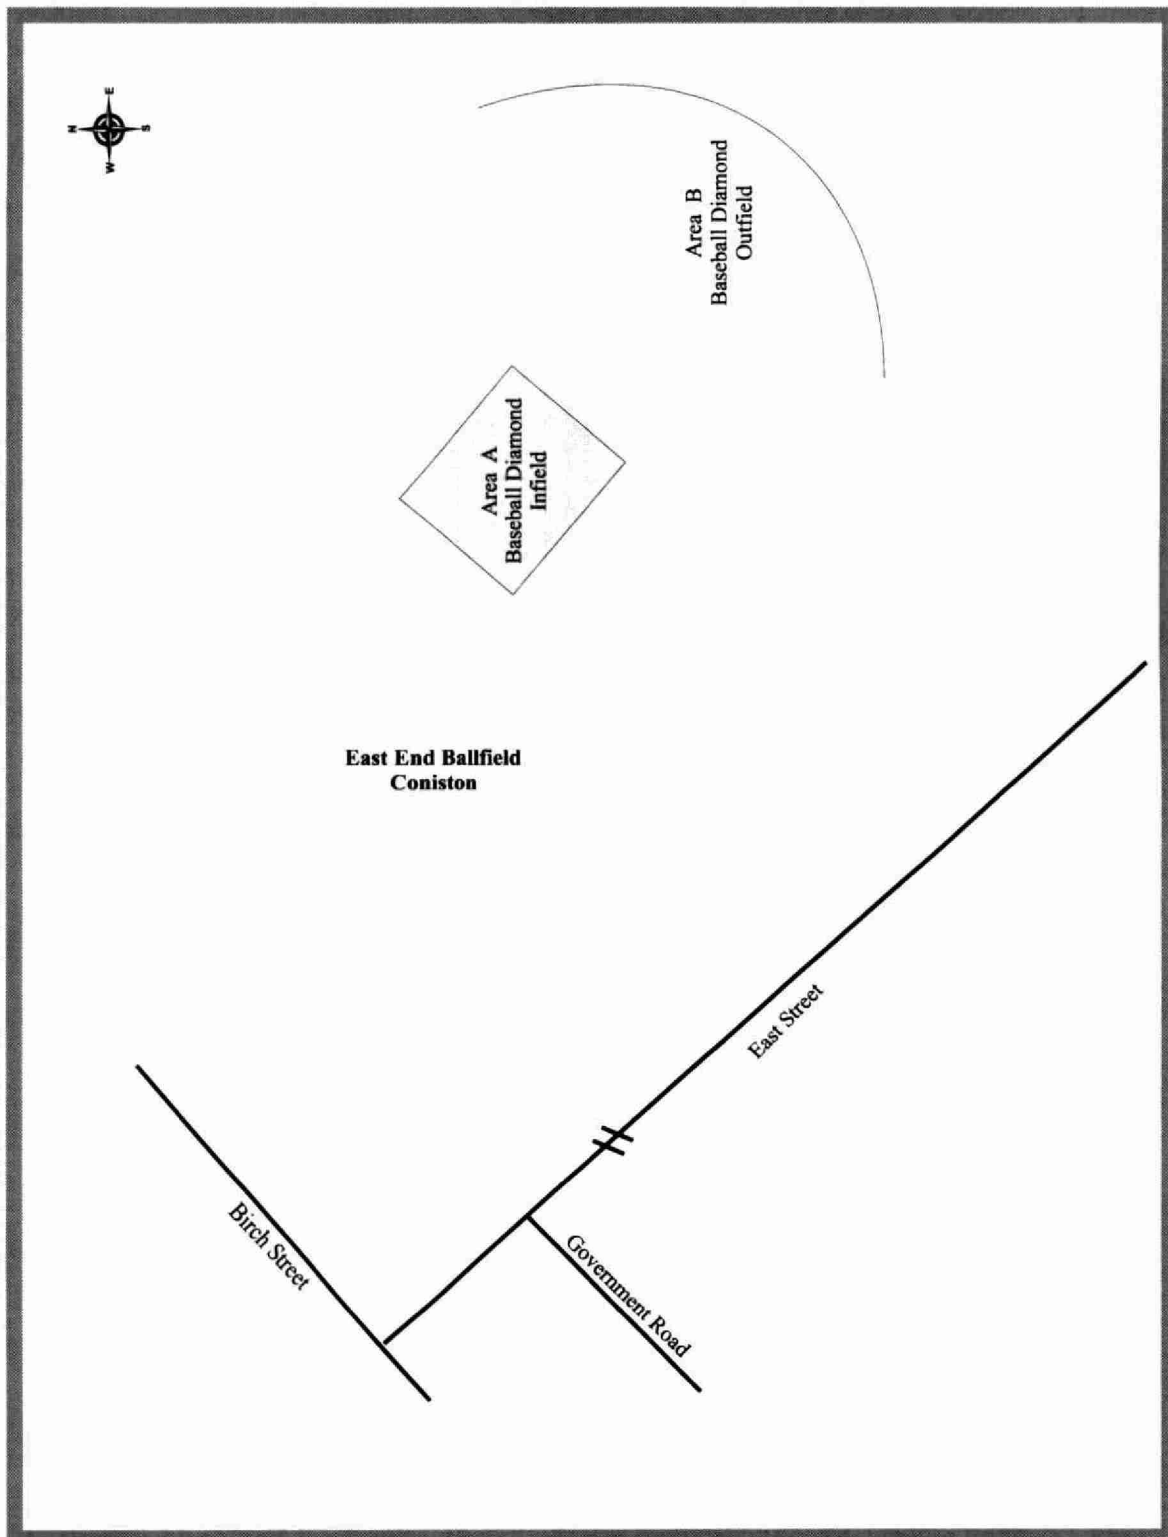 E
N
S
W
Area B
Baseball Diamond
Outfield
Area A
Baseball Diamond
Infield
East End Ballfield
Coniston
East Street
Birch Street
Government Road